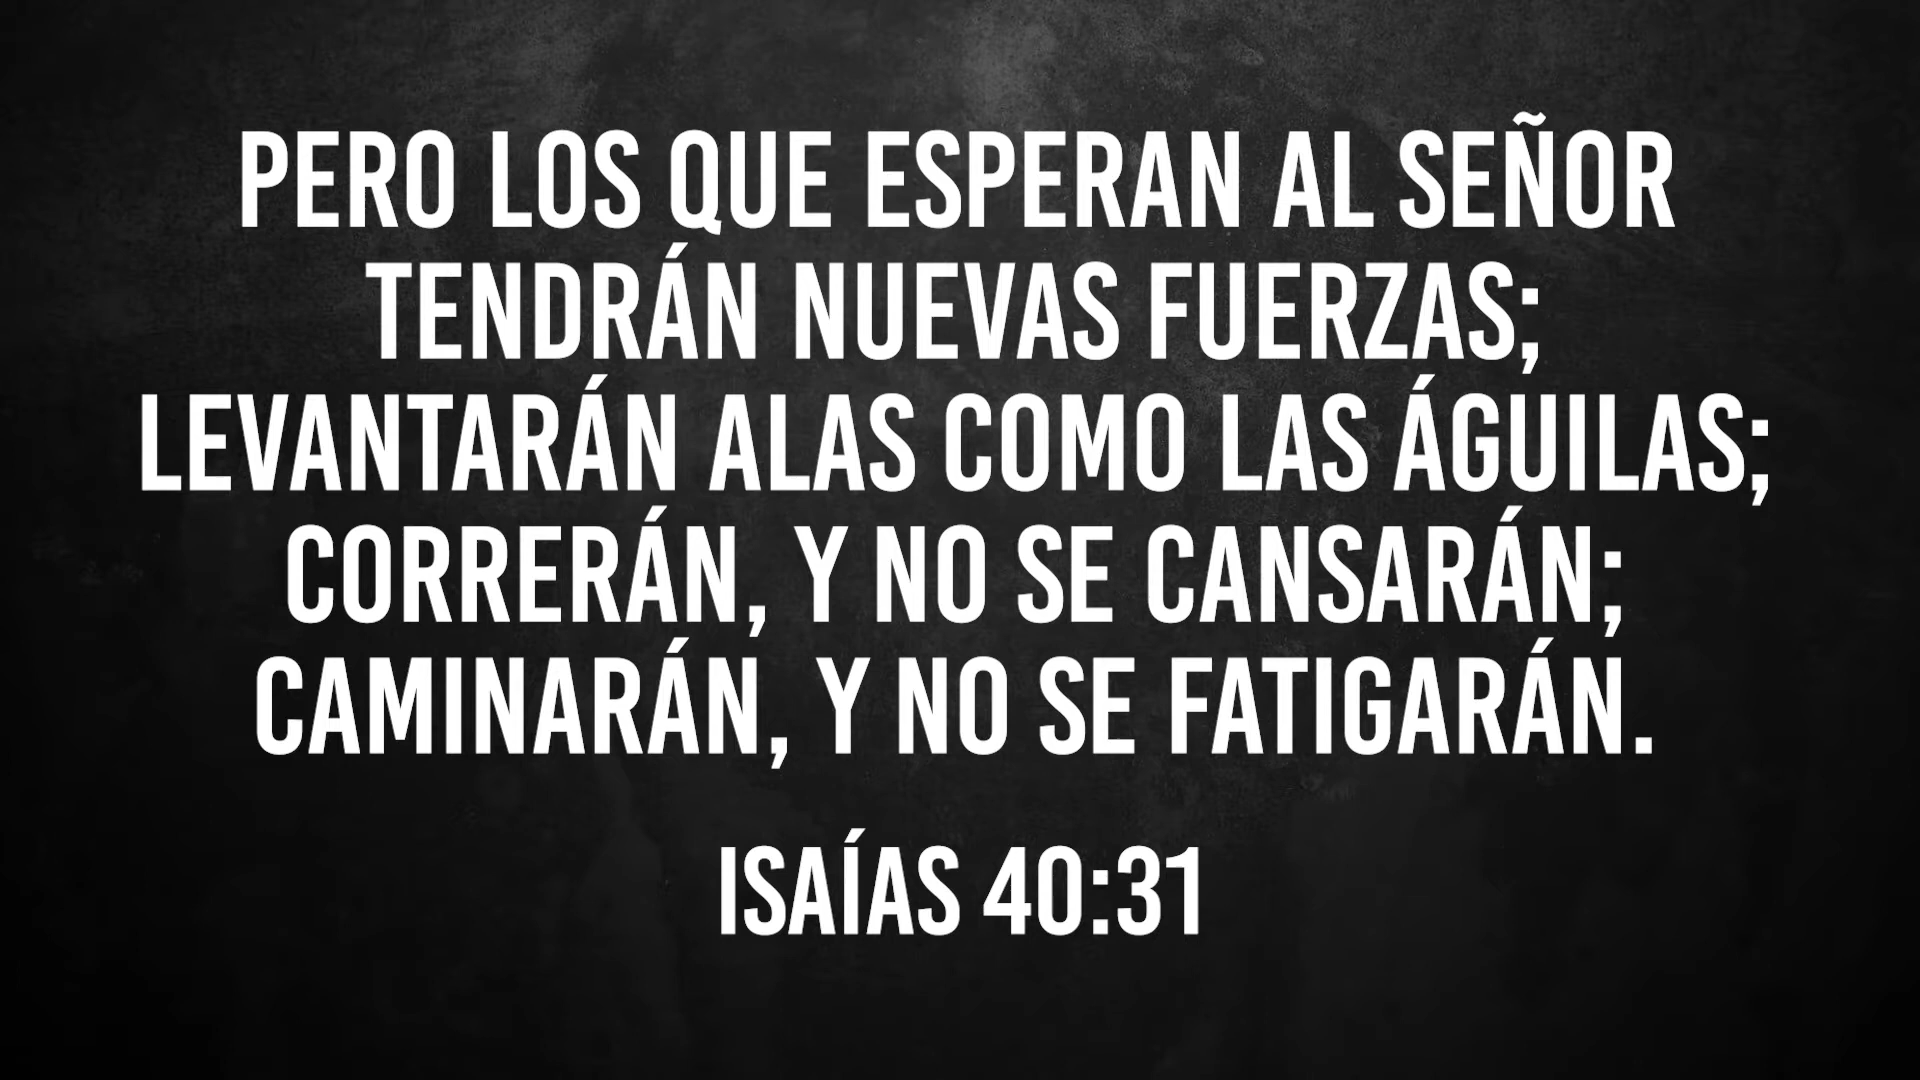 PERO LOS QUE ESPERAN AL SEÑOR
TENDRÁN NUEVAS FUERZAS;
LEVANTARÁN ALAS COMO LAS ÁGUILAS;
CORRERÁN, Y NO SE CANSARÁN;
CAMINARÁN, Y NO SE FATIGARÁN.
ISAÍAS 40:31